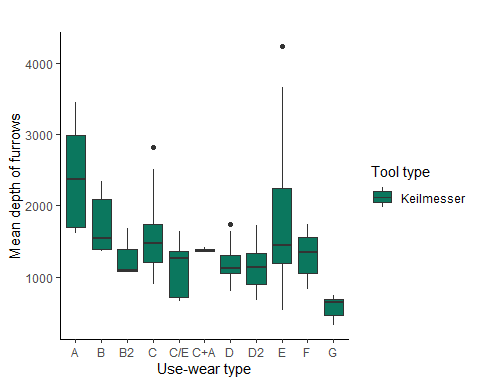 4000
3000
2000
1000
Mean depth of furrows
A B B2 C C/E C+A D D2 E F G
Use-wear type
Tool type
Keilmesser